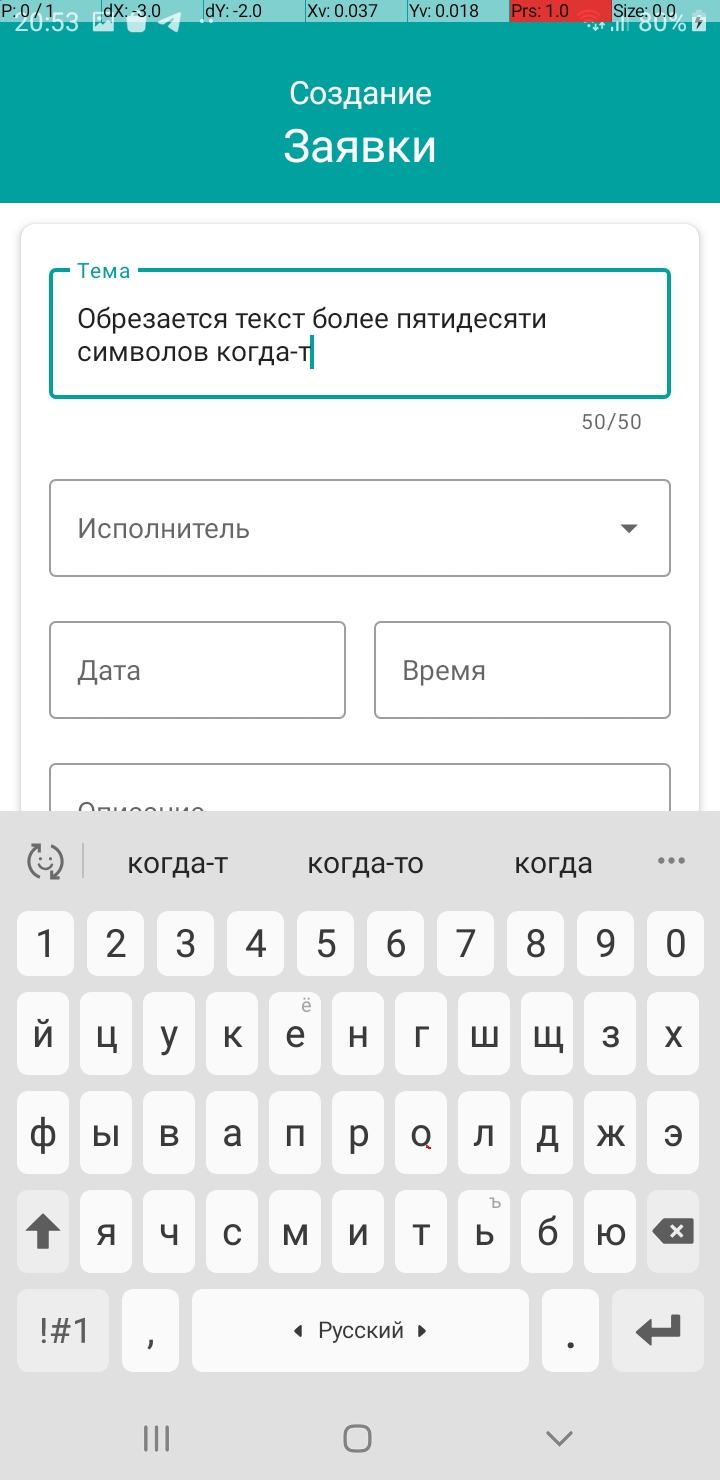 P: 0 / 1 dX: -3.0 dY: -2.0 Xv: 0.037 Yv: 0.018 Prs: 1.0 Size: 0.0
20:53 80%
Создание
Заявки
Тема
Обрезается текст более пятидесяти
символов когда-т
50/50
Исполнитель
Дата Время
Описание
когда-т когда-то когда
1 2 3 4 5 6 7 8 9 0
ё
й ц у к е н г ш щ з х
ф ы в а п р о л д ж э
ъ
я ч с м и т ь б ю
!#1 , Русский .